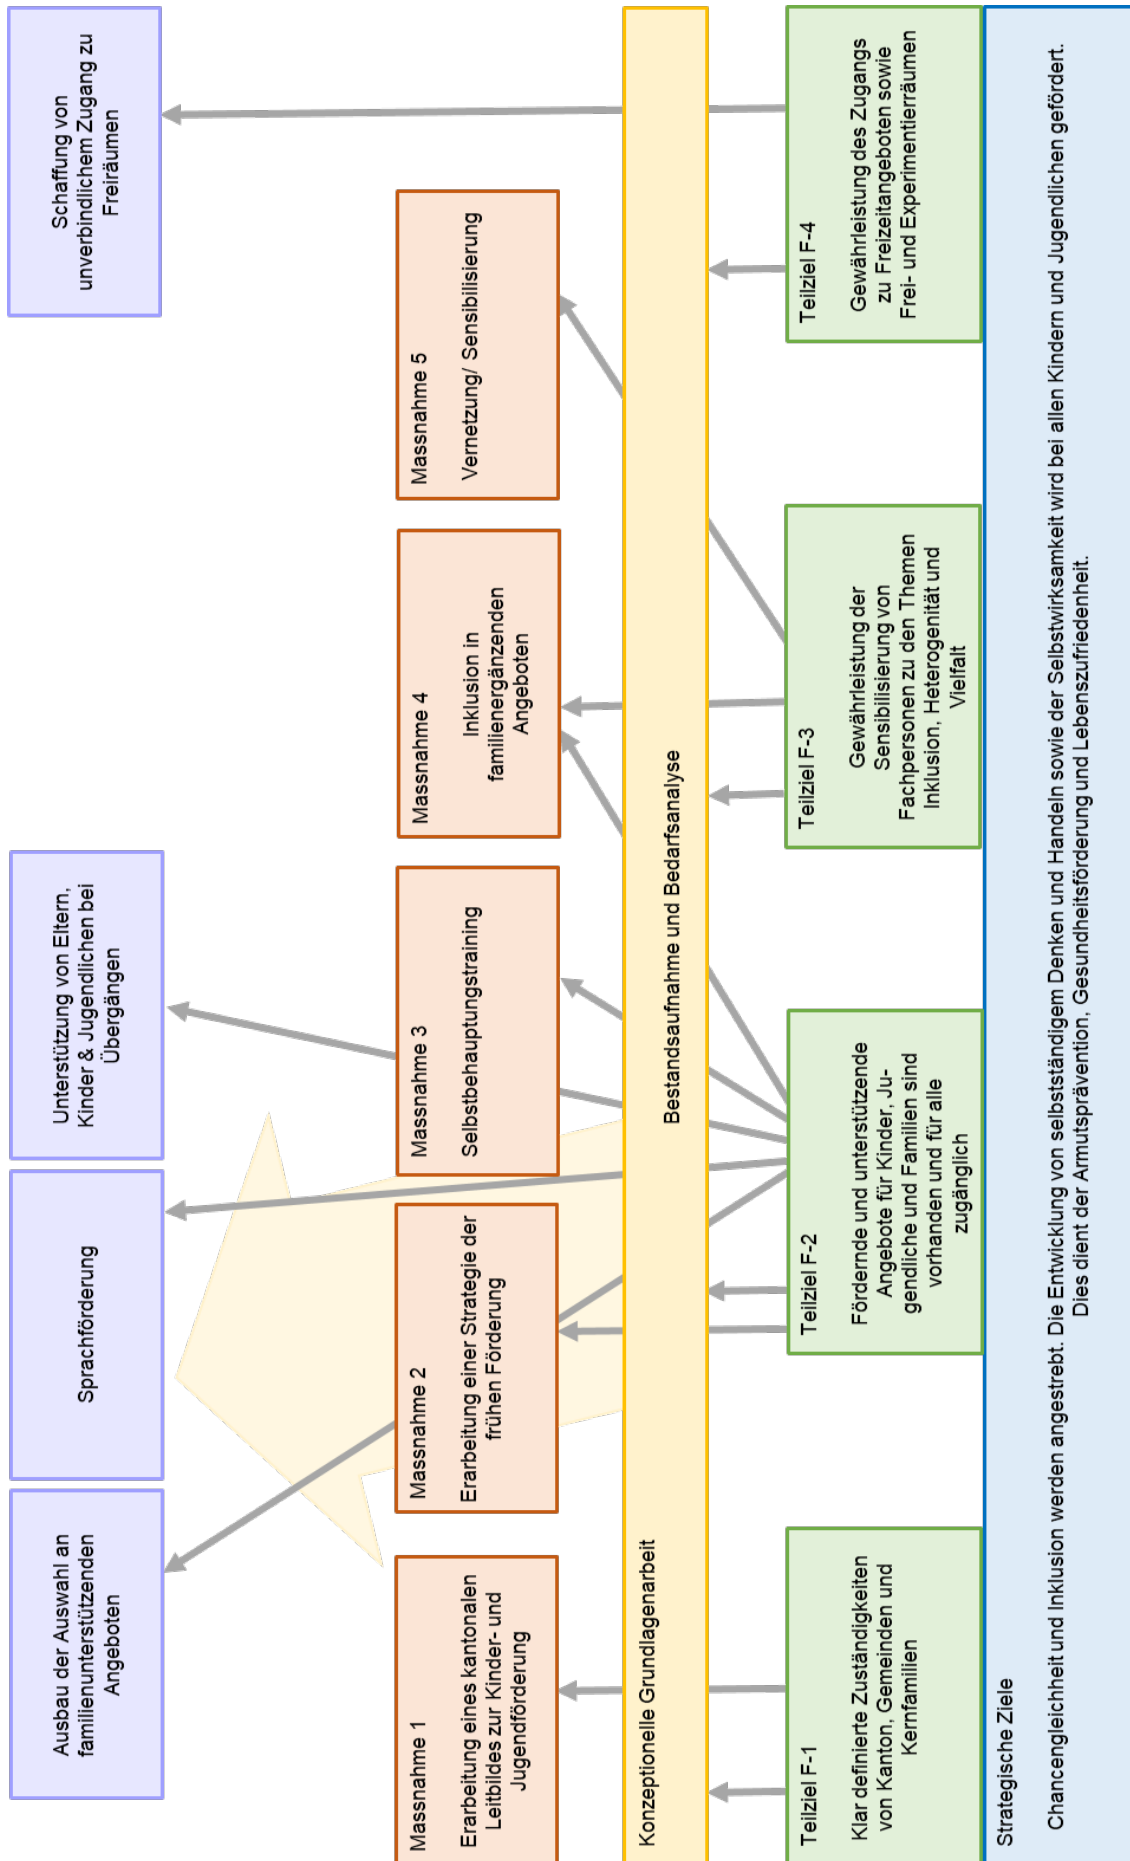 Ausbau der Auswahl an
familienunterstützenden
Angeboten
Sprachförderung
Unterstützung von Eltern,
Kinder & Jugendlichen bei
Übergängen
Schaffung von
unverbindlichem Zugang zu
Freiräumen
Massnahme 1
Erarbeitung eines kantonalen
Leitbildes zur Kinder- und
Jugendförderung
Massnahme 2
Erarbeitung einer Strategie der
frühen Förderung
Massnahme 3
Selbstbehauptungstraining
Massnahme 4
Inklusion in
familienergänzenden
Angeboten
Massnahme 5
Vernetzung/ Sensibilisierung
Konzeptionelle Grundlagenarbeit
Bestandsaufnahme und Bedarfsanalyse
Teilziel F-1
Klar definierte Zuständigkeiten
von Kanton, Gemeinden und
Kernfamilien
Teilziel F-2
Fördernde und unterstützende
Angebote für Kinder, Ju-
gendliche und Familien sind
vorhanden und für alle
zugänglich
Teilziel F-3
Gewährleistung der
Sensibilisierung von
Fachpersonen zu den Themen
Inklusion, Heterogenität und
Vielfalt
Teilziel F-4
Gewährleistung des Zugangs
zu Freizeitangeboten sowie
Frei- und Experimentierräumen
Strategische Ziele
Chancengleichheit und Inklusion werden angestrebt. Die Entwicklung von selbstständigem Denken und Handeln sowie der Selbstwirksamkeit wird bei allen Kindern und Jugendlichen gefördert.
Dies dient der Armutsprävention, Gesundheitsförderung und Lebenszufriedenheit.